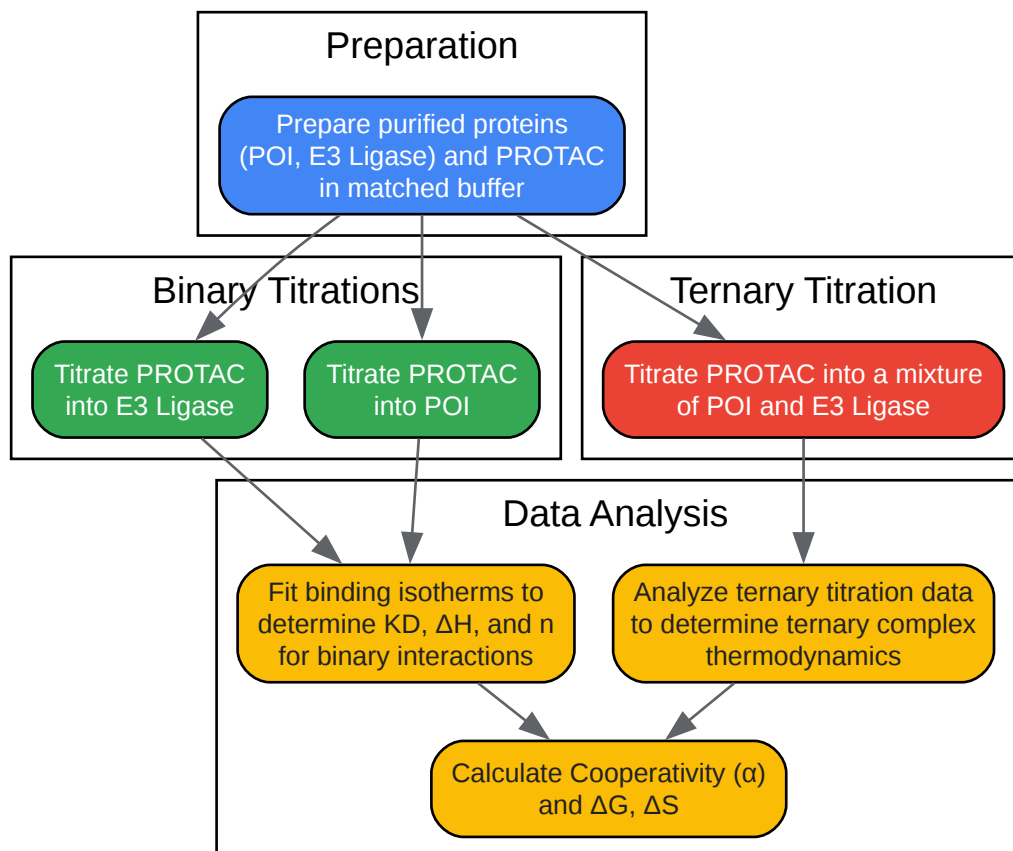 Preparation
Prepare purified proteins
(POI, E3 Ligase) and PROTAC
in matched buffer
Binary Titrations
Titrate PROTAC
into E3 Ligase
Titrate PROTAC
into POI
Ternary Titration
Titrate PROTAC into a mixture
of POI and E3 Ligase
Data Analysis
Fit binding isotherms to
determine KD, ΔH, and n
for binary interactions
Analyze ternary titration data
to determine ternary complex
thermodynamics
Calculate Cooperativity (α)
and ΔG, ΔS